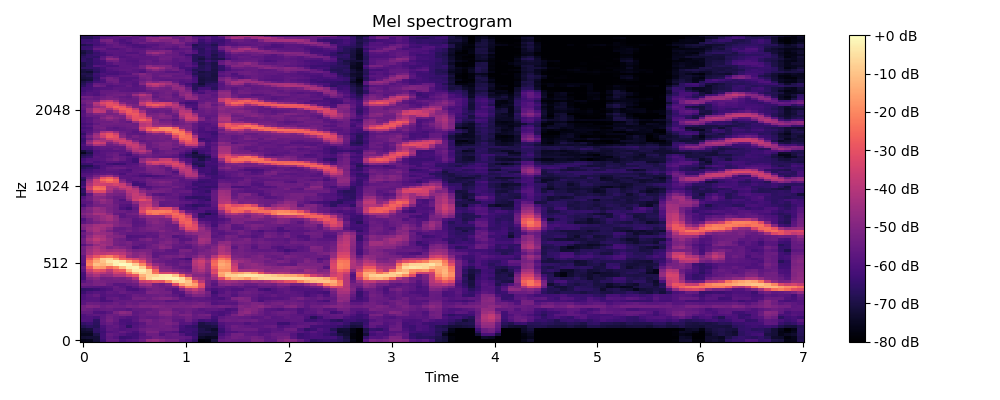 Mel spectrogram
+0 dB
-10 dB
-20 dB
-30 dB
-40 dB
-50 dB
-60 dB
-70 dB
-80 dB
2048
1024
512
0
Hz
0 1 2 3 4 5 6 7
Time